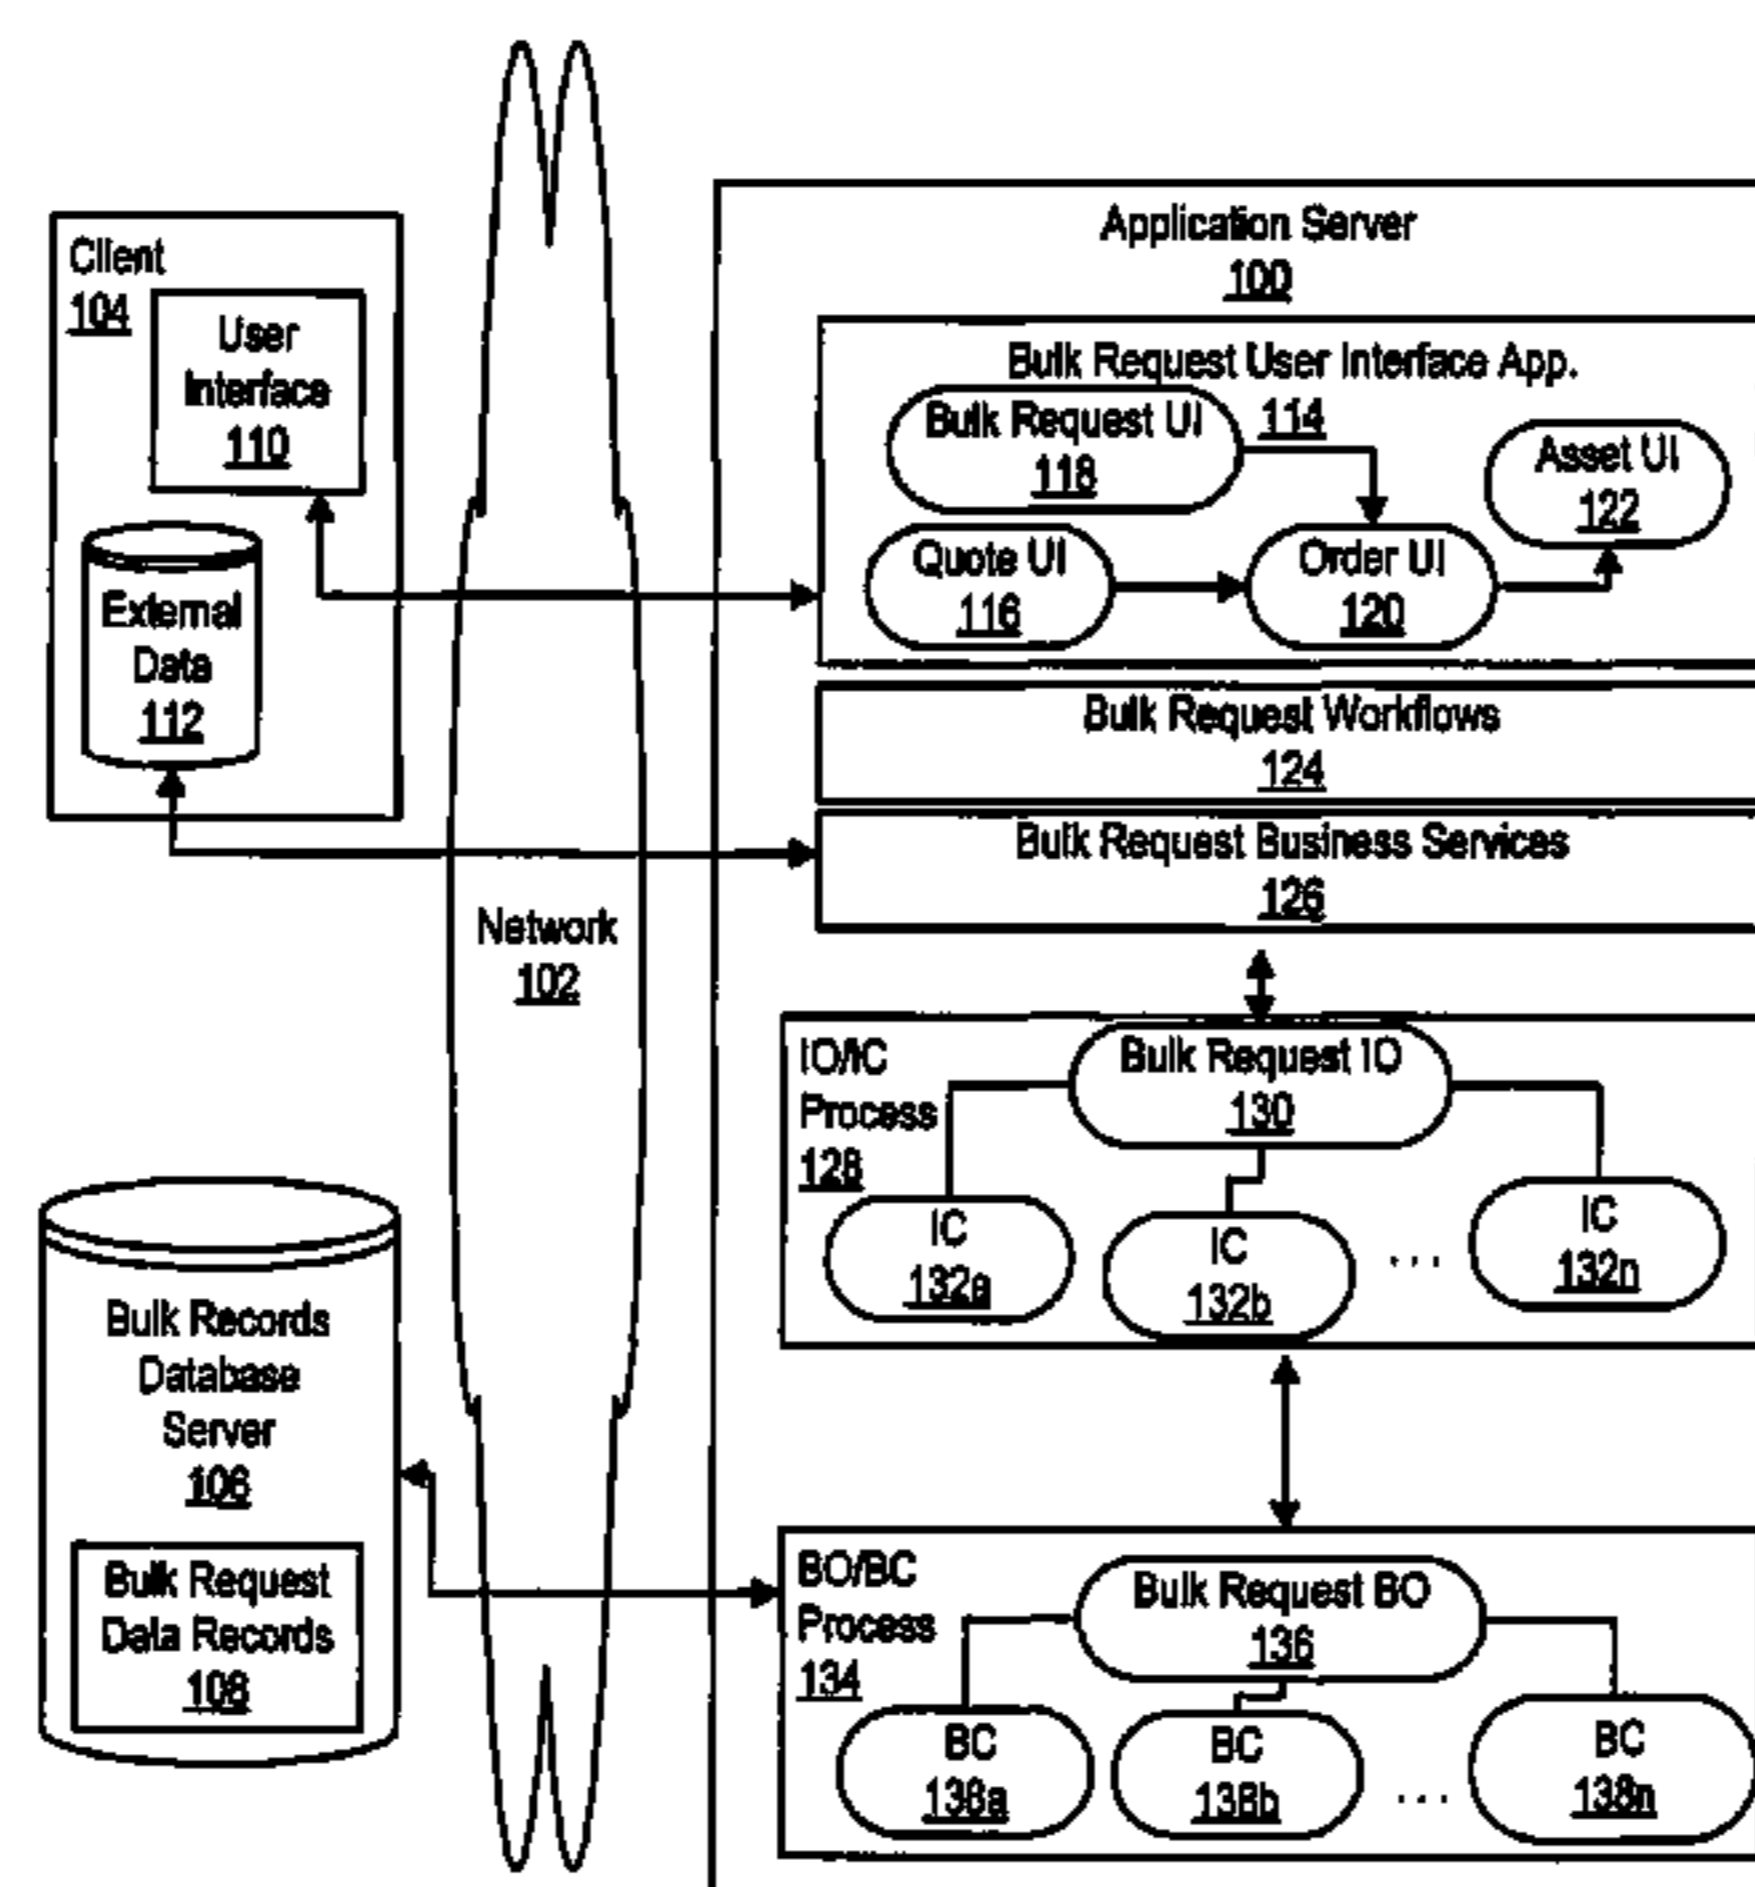 Application Server
100
Client
104
User
Interface
110
External
Data
112
Bulk Request User Interface App.
114
Bulk Request UI
118
Asset UI
122
Quote UI
116
Order UI
120
Bulk Request Workflows
124
Bulk Request Business Services
126
Network
102
IO/IC
Process
128
Bulk Request IO
130
IC
132a
IC
132b
...
IC
132n
Bulk Records
Database
Server
106
Bulk Request
Data Records
108
BO/BC
Process
134
Bulk Request BO
136
BC
138a
BC
138b
...
BC
138n